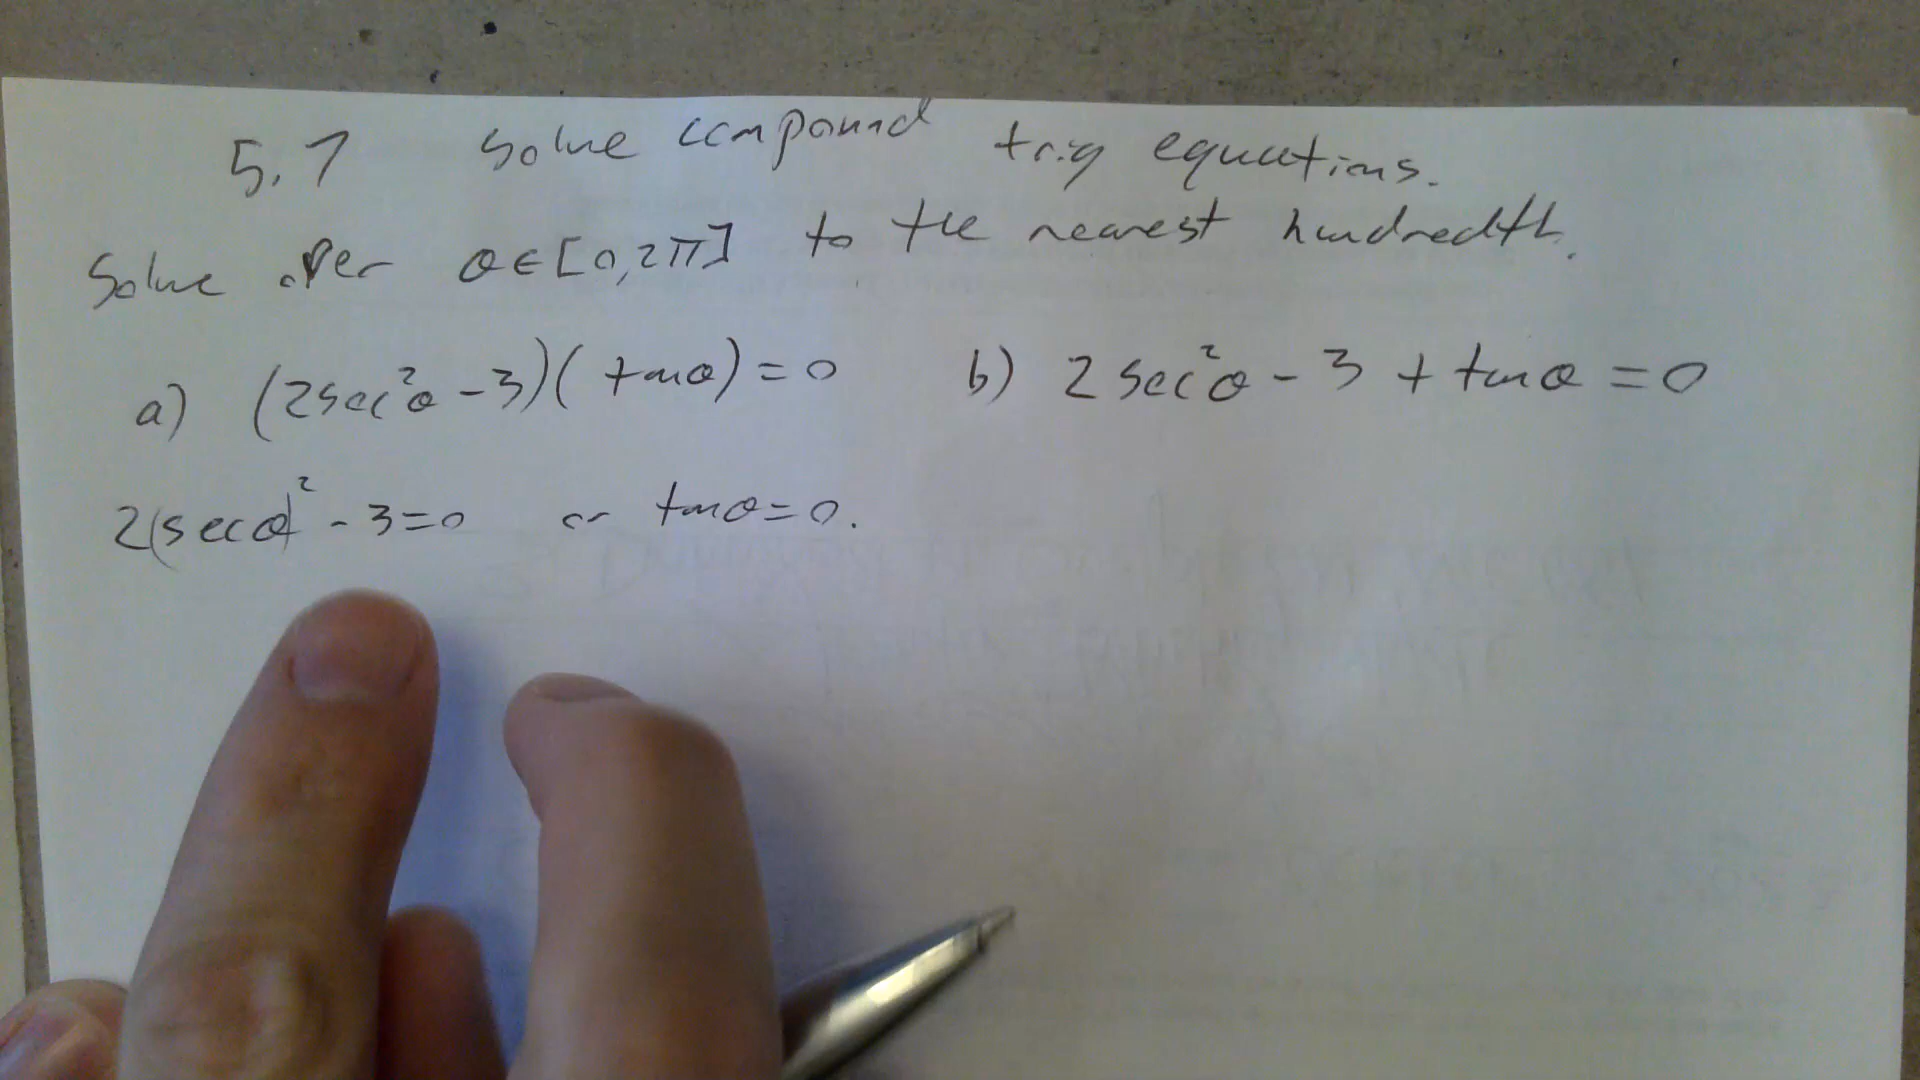 5.7 Solve compound trig equations.
Solve over θ∈[0,2π] to the nearest hundredth.
a) (2sec²θ - 3)(tanθ) = 0 b) 2sec²θ - 3 + tanθ = 0
2(secθ)² - 3 = 0 or tanθ = 0.